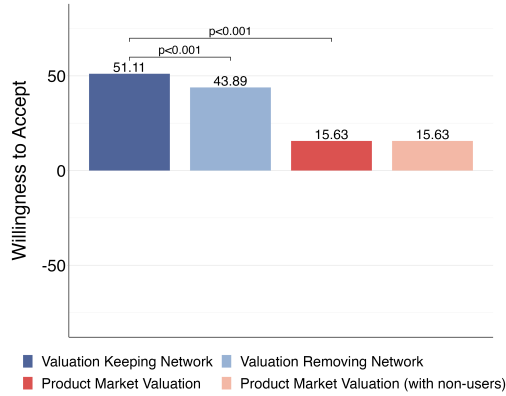 p<0.001
p<0.001
51.11
43.89
15.63 15.63
Willingness to Accept
50
0
-50
Valuation Keeping Network Valuation Removing Network
Product Market Valuation Product Market Valuation (with non-users)